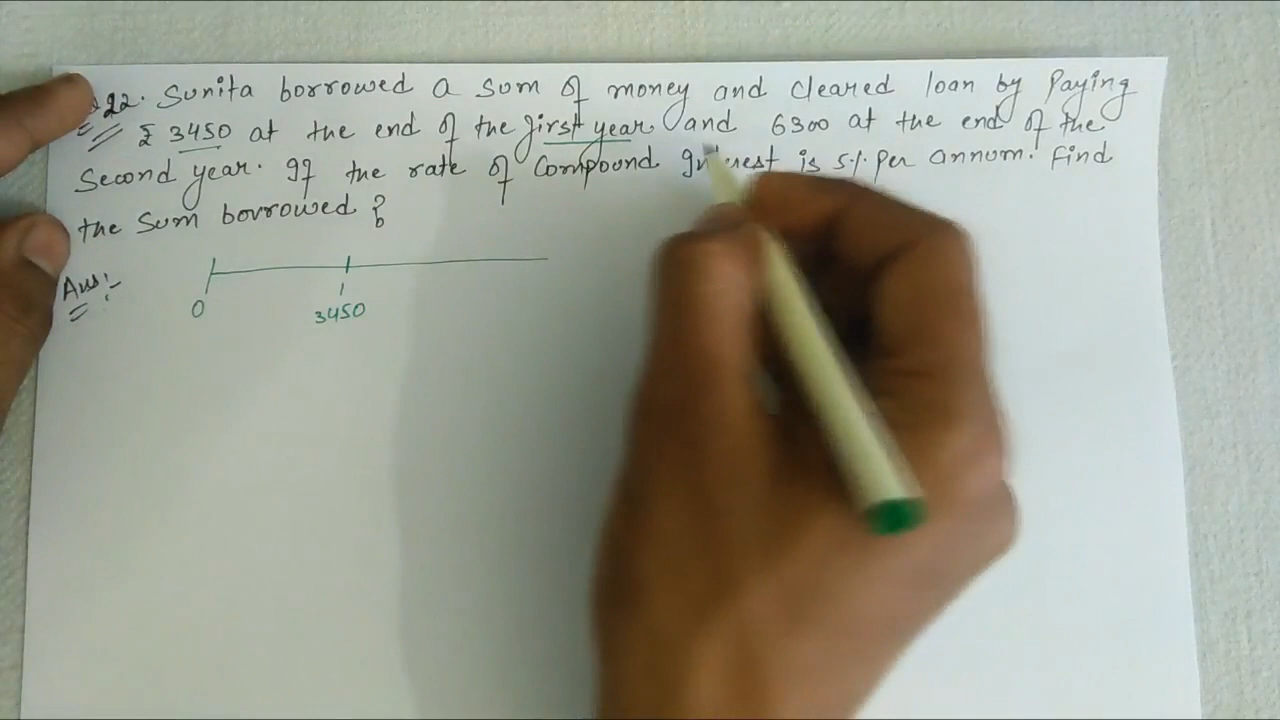 22. Sunita borrowed a sum of money and cleared loan by Paying
₹ 3450 at the end of the first year and 6300 at the end of the
Second year. If the rate of Compound is 5% Per annum. Find
the Sum borrowed ?
Ans:-
0 3450